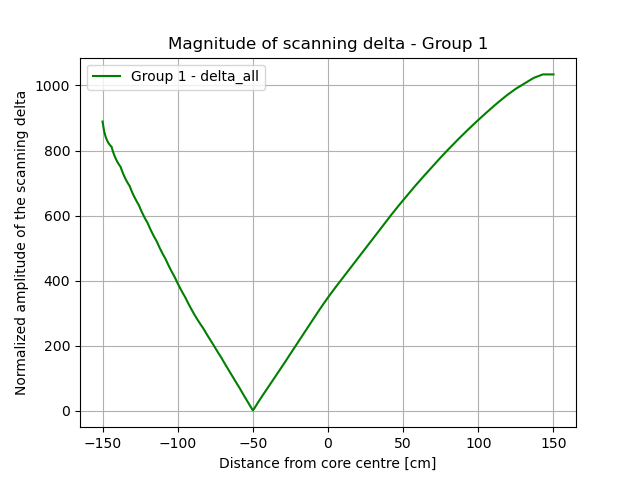 Magnitude of scanning delta - Group 1
Group 1 - delta_all
Normalized amplitude of the scanning delta
1000
800
600
400
200
0
−150 −100 −50 0 50 100 150
Distance from core centre [cm]